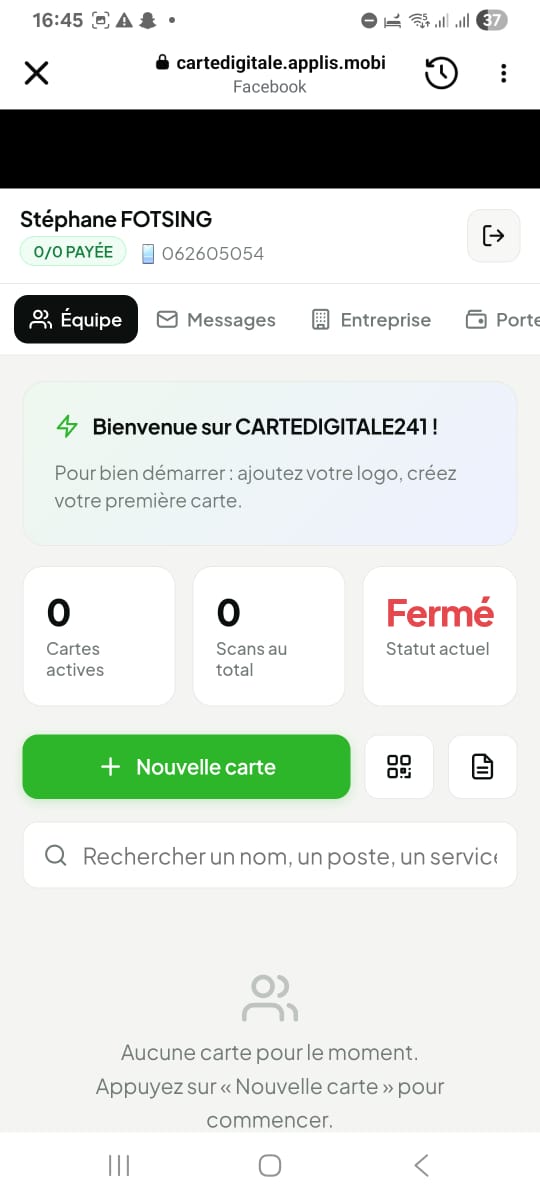 16:45
37
cartedigitale.applis.mobi
Facebook
Stéphane FOTSING
0/0 PAYÉE 062605054
Équipe Messages Entreprise Porte
Bienvenue sur CARTEDIGITALE241 !
Pour bien démarrer : ajoutez votre logo, créez
votre première carte.
0
Cartes
actives
0
Scans au
total
Fermé
Statut actuel
+ Nouvelle carte
Rechercher un nom, un poste, un service
Aucune carte pour le moment.
Appuyez sur « Nouvelle carte » pour
commencer.